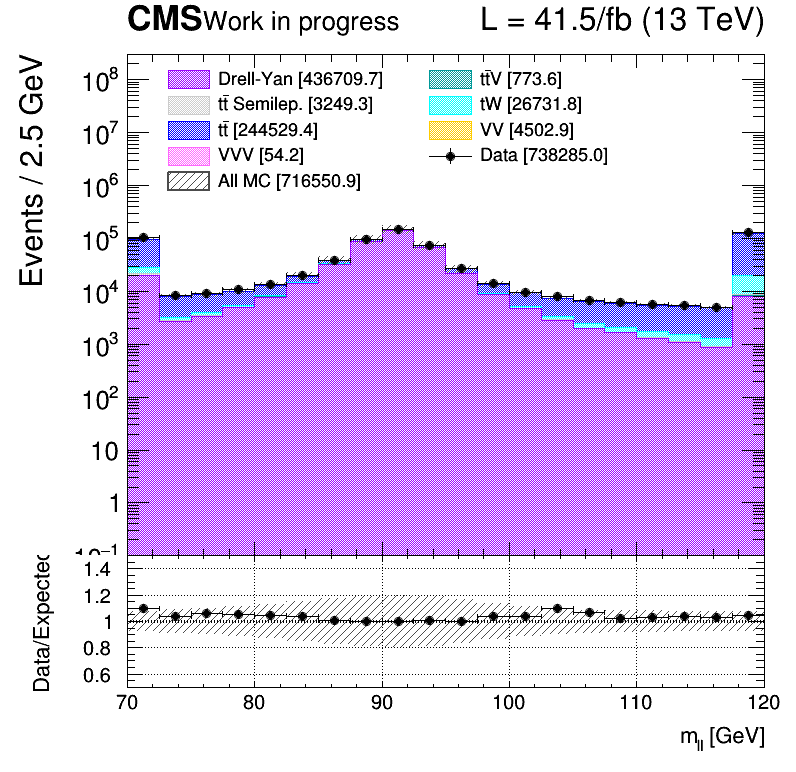 CMS Work in progress L = 41.5/fb (13 TeV)
Events / 2.5 GeV
Drell-Yan [436709.7] tt̄V [773.6]
tt̄ Semilep. [3249.3] tW [26731.8]
tt̄ [244529.4] VV [4502.9]
VVV [54.2] Data [738285.0]
All MC [716550.9]
10⁸
10⁷
10⁶
10⁵
10⁴
10³
10²
10
1
10⁻¹
Data/Expected
1.4
1.2
1
0.8
0.6
70 80 90 100 110 120
m_ll [GeV]